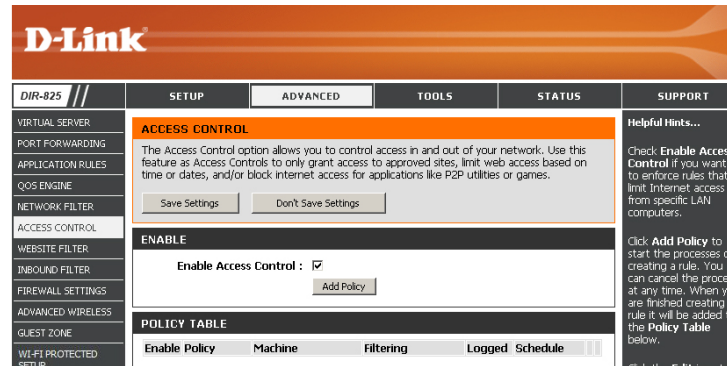 D-Link
DIR-825
SETUP
ADVANCED
TOOLS
STATUS
SUPPORT
VIRTUAL SERVER
PORT FORWARDING
APPLICATION RULES
QOS ENGINE
NETWORK FILTER
ACCESS CONTROL
WEBSITE FILTER
INBOUND FILTER
FIREWALL SETTINGS
ADVANCED WIRELESS
GUEST ZONE
WI-FI PROTECTED
SETUP
ACCESS CONTROL
The Access Control option allows you to control access in and out of your network. Use this
feature as Access Controls to only grant access to approved sites, limit web access based on
time or dates, and/or block internet access for applications like P2P utilities or games.
Save Settings
Don't Save Settings
ENABLE
Enable Access Control :
Add Policy
POLICY TABLE
Enable Policy Machine Filtering Logged Schedule
Helpful Hints...
Check Enable Acces
Control if you want
to enforce rules that
limit Internet access
from specific LAN
computers.
Click Add Policy to
start the processes
creating a rule. You
can cancel the proce
at any time. When y
are finished creating
rule it will be added
the Policy Table
below.